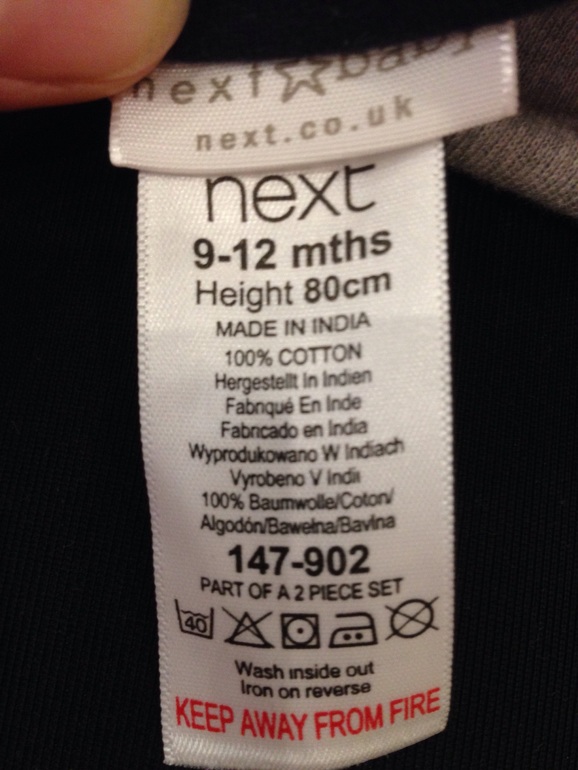 next☆baby
next.co.uk
next
9-12 mths
Height 80cm
MADE IN INDIA
100% COTTON
Hergestellt In Indien
Fabriqué En Inde
Fabricado en India
Wyprodukowano W Indiach
Vyrobeno V Indii
100% Baumwolle/Coton/
Algodón/Bawełna/Bavlna
147-902
PART OF A 2 PIECE SET
40
Wash inside out
Iron on reverse
KEEP AWAY FROM FIRE